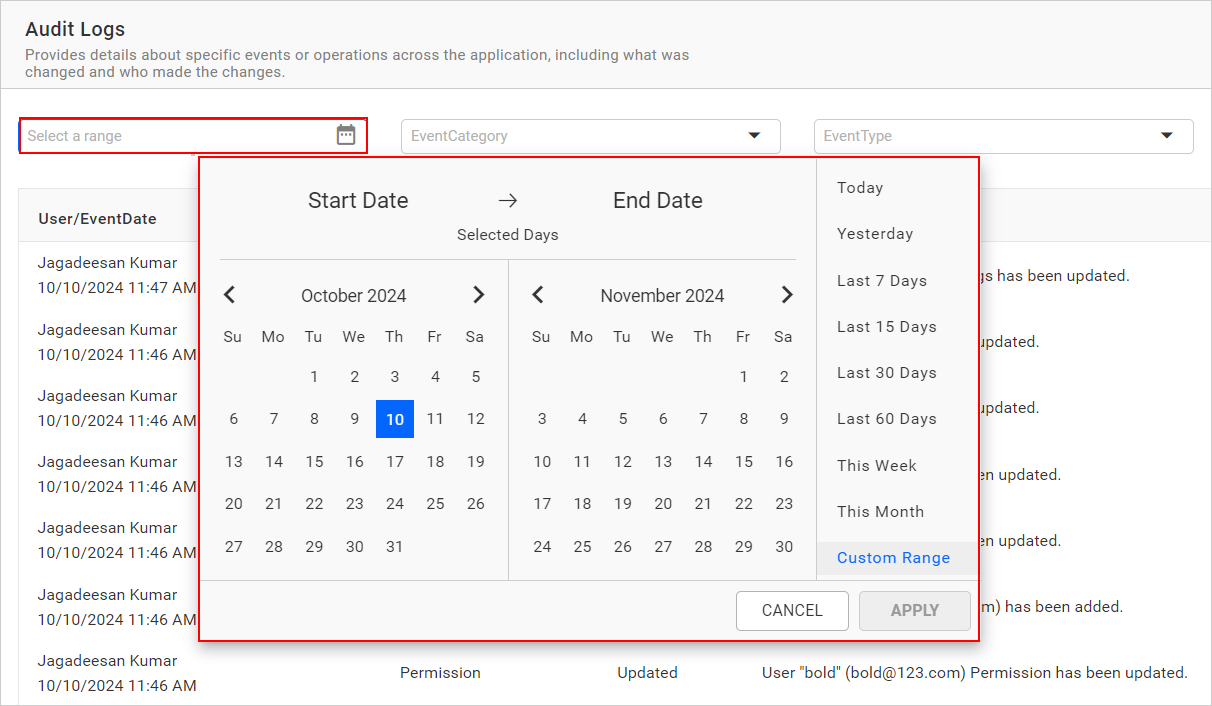 Audit Logs
Provides details about specific events or operations across the application, including what was
changed and who made the changes.
Select a range
EventCategory
EventType
User/EventDate
Jagadeesan Kumar
10/10/2024 11:47 AM
has been updated.
Jagadeesan Kumar
10/10/2024 11:46 AM
updated.
Jagadeesan Kumar
10/10/2024 11:46 AM
updated.
Jagadeesan Kumar
10/10/2024 11:46 AM
updated.
Jagadeesan Kumar
10/10/2024 11:46 AM
updated.
Jagadeesan Kumar
10/10/2024 11:46 AM
m) has been added.
Jagadeesan Kumar
10/10/2024 11:46 AM
Permission
Updated
User "bold" (bold@123.com) Permission has been updated.
Start Date → End Date
Selected Days
October 2024
Su Mo Tu We Th Fr Sa
1 2 3 4 5
6 7 8 9 10 11 12
13 14 15 16 17 18 19
20 21 22 23 24 25 26
27 28 29 30 31
November 2024
Su Mo Tu We Th Fr Sa
1 2
3 4 5 6 7 8 9
10 11 12 13 14 15 16
17 18 19 20 21 22 23
24 25 26 27 28 29 30
Today
Yesterday
Last 7 Days
Last 15 Days
Last 30 Days
Last 60 Days
This Week
This Month
Custom Range
CANCEL
APPLY